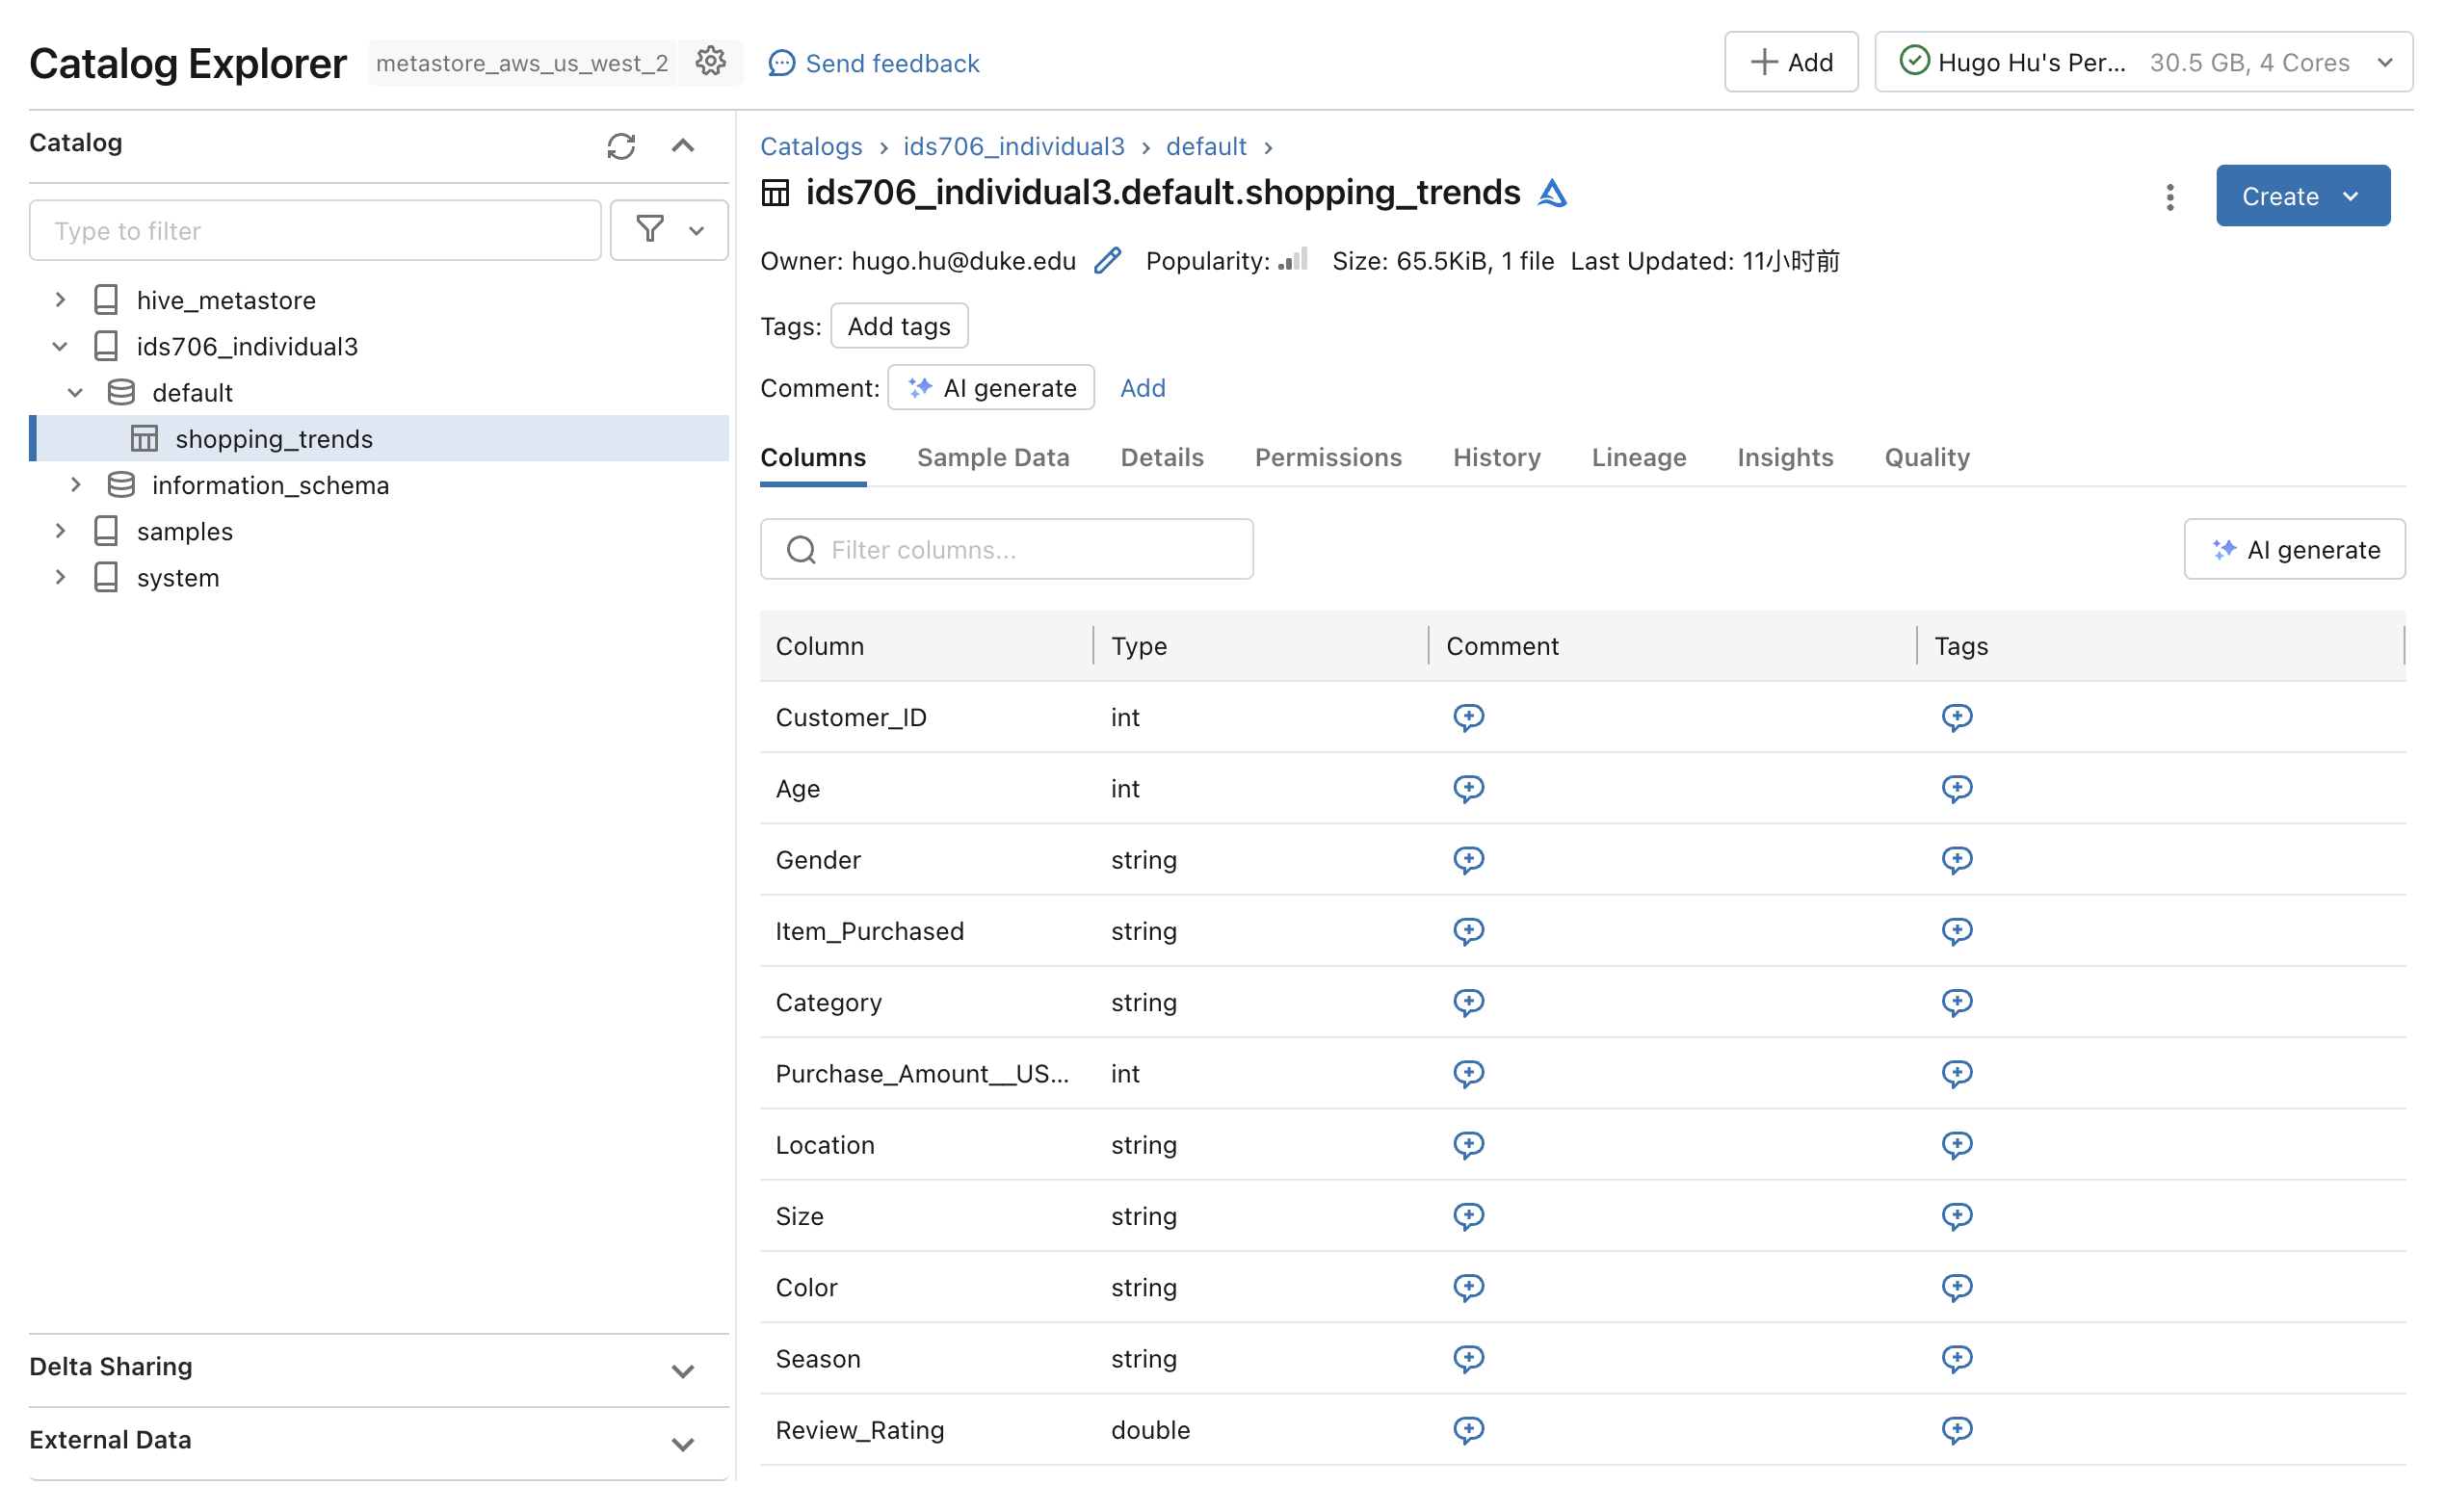 Catalog Explorer metastore_aws_us_west_2 Send feedback + Add Hugo Hu's Per... 30.5 GB, 4 Cores
Catalog
Type to filter
hive_metastore
ids706_individual3
default
shopping_trends
information_schema
samples
system
Delta Sharing
External Data
Catalogs > ids706_individual3 > default >
ids706_individual3.default.shopping_trends
Create
Owner: hugo.hu@duke.edu Popularity: Size: 65.5KiB, 1 file Last Updated: 11小时前
Tags: Add tags
Comment: AI generate Add
Columns Sample Data Details Permissions History Lineage Insights Quality
Filter columns... AI generate
Column Type Comment Tags
Customer_ID int
Age int
Gender string
Item_Purchased string
Category string
Purchase_Amount__US... int
Location string
Size string
Color string
Season string
Review_Rating double